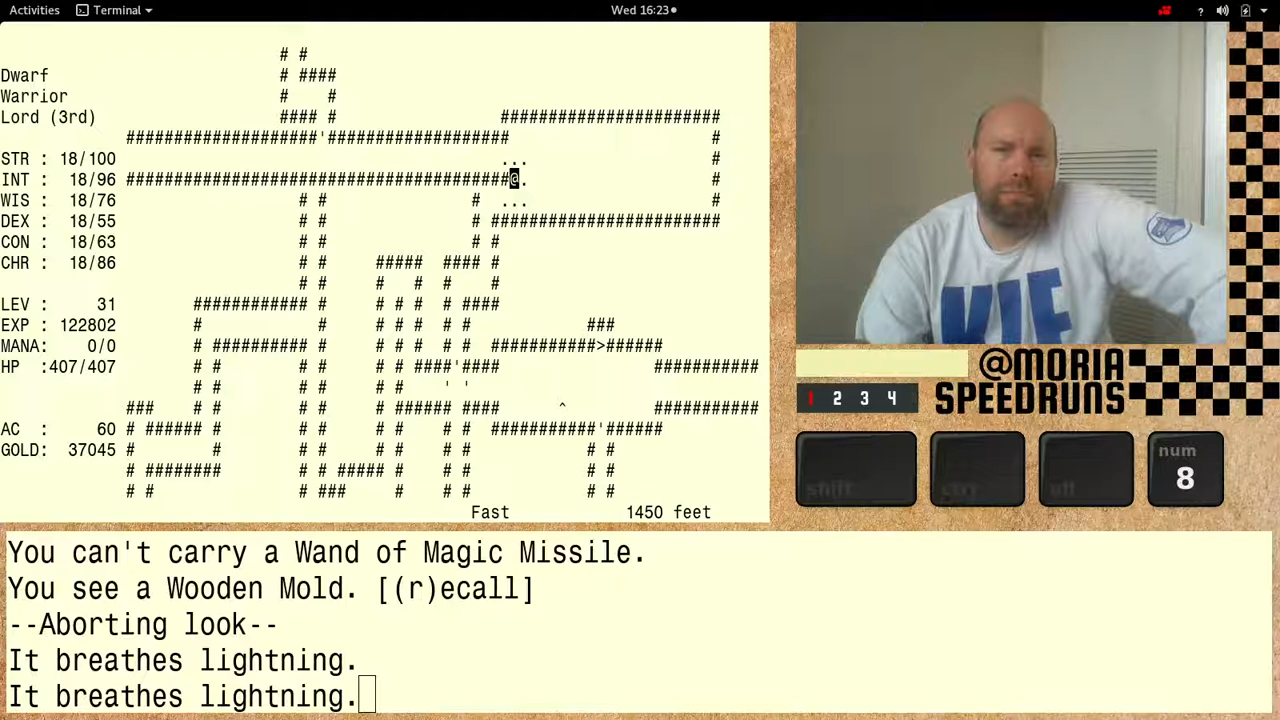 Activities Terminal Wed 16:23 ?
# #
Dwarf # ####
Warrior # #
Lord (3rd) #### # #######################
####################'################### #
STR : 18/100 ... #
INT : 18/96 ########################################@. #
WIS : 18/76 # # # ... #
DEX : 18/55 # # # ########################
CON : 18/63 # # # #
CHR : 18/86 # # ##### #### #
# # # # # #
LEV : 31 ############ # # # # # ####
EXP : 122802 # # # # # # # # ###
MANA: 0/0 # ########## # # # # # # ###########>######
HP :407/407 # # # # # # ####'#### ###########
# # # # # # ' '
### # # # # # ###### #### ^ ###########
AC : 60 # ###### # # # # # # # ###########'######
GOLD: 37045 # # # # # # # # # #
# ######## # # ##### # # # # #
# # # ### # # # # #
Fast 1450 feet
You can't carry a Wand of Magic Missile.
You see a Wooden Mold. [(r)ecall]
--Aborting look--
It breathes lightning.
It breathes lightning.
@MORIA
SPEEDRUNS
1 2 3 4
shift ctrl alt num
8